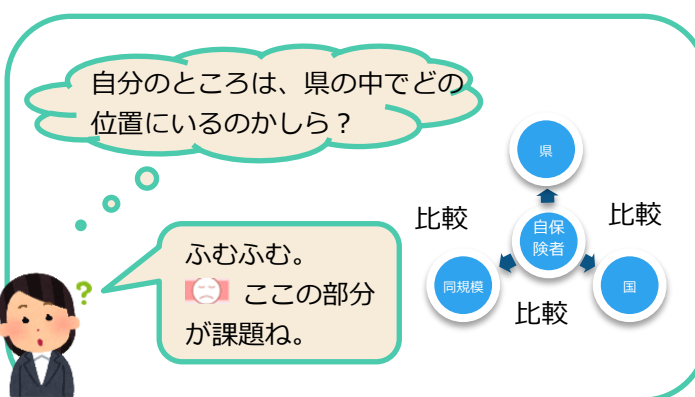 自分のところは、県の中でどの
位置にいるのかしら？
ふむふむ。
ここの部分
が課題ね。
?
県
比較
比較
自保
険者
同規模
国
比較